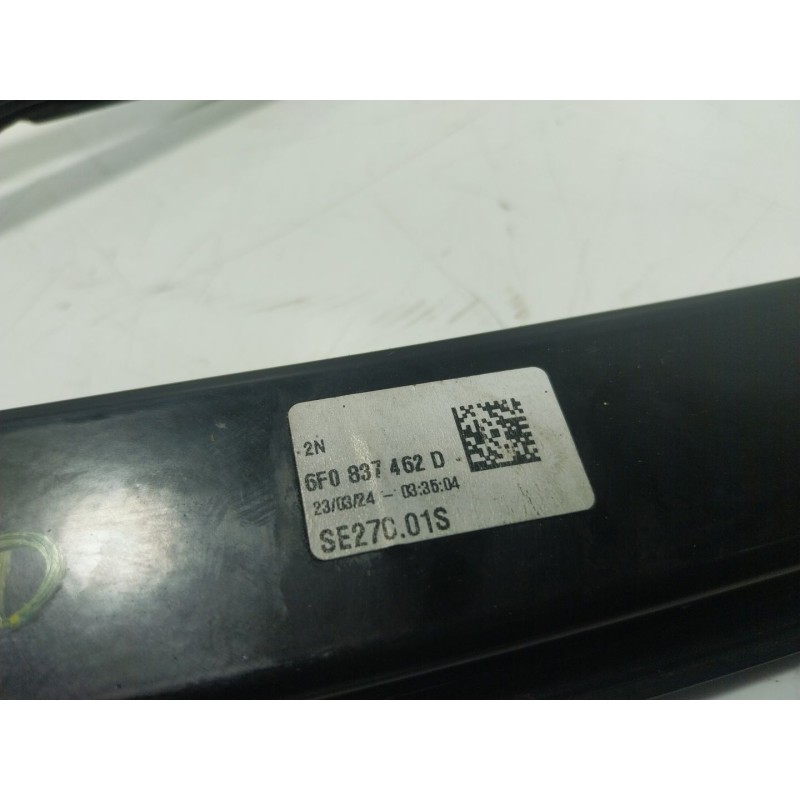 2N
6F0 837 462 D
23/03/24 - 03:35:04
SE270.01S